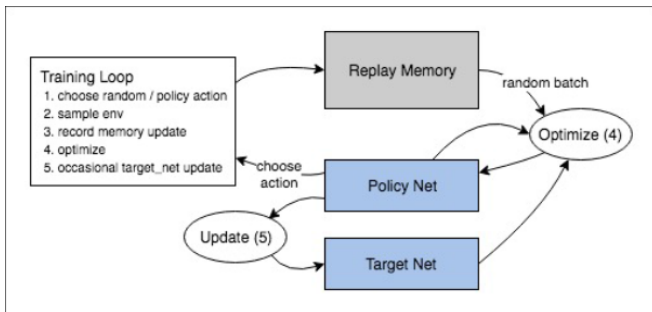 Training Loop
1. choose random / policy action
2. sample env
3. record memory update
4. optimize
5. occasional target_net update
Replay Memory
random batch
Optimize (4)
choose
action
Policy Net
Update (5)
Target Net